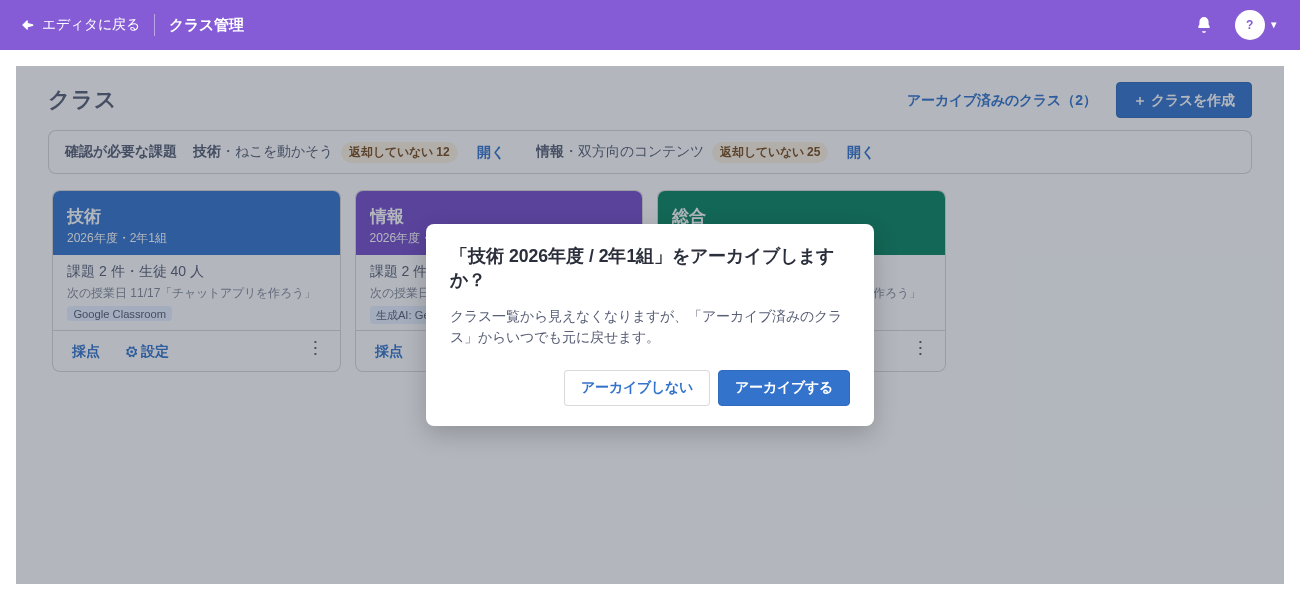 エディタに戻る
クラス管理
?
クラス
アーカイブ済みのクラス（2）
+ クラスを作成
確認が必要な課題 技術・ねこを動かそう 返却していない 12 開く 情報・双方向のコンテンツ 返却していない 25 開く
技術
2026年度・2年1組
課題 2 件・生徒 40 人
次の授業日 11/17「チャットアプリを作ろう」
Google Classroom
採点 設定
情報
2026年度
課題 2 件
次の授業日
生成AI:
採点
総合
作ろう」
「技術 2026年度 / 2年1組」をアーカイブします
か？
クラス一覧から見えなくなりますが、「アーカイブ済みのクラ
ス」からいつでも元に戻せます。
アーカイブしない
アーカイブする